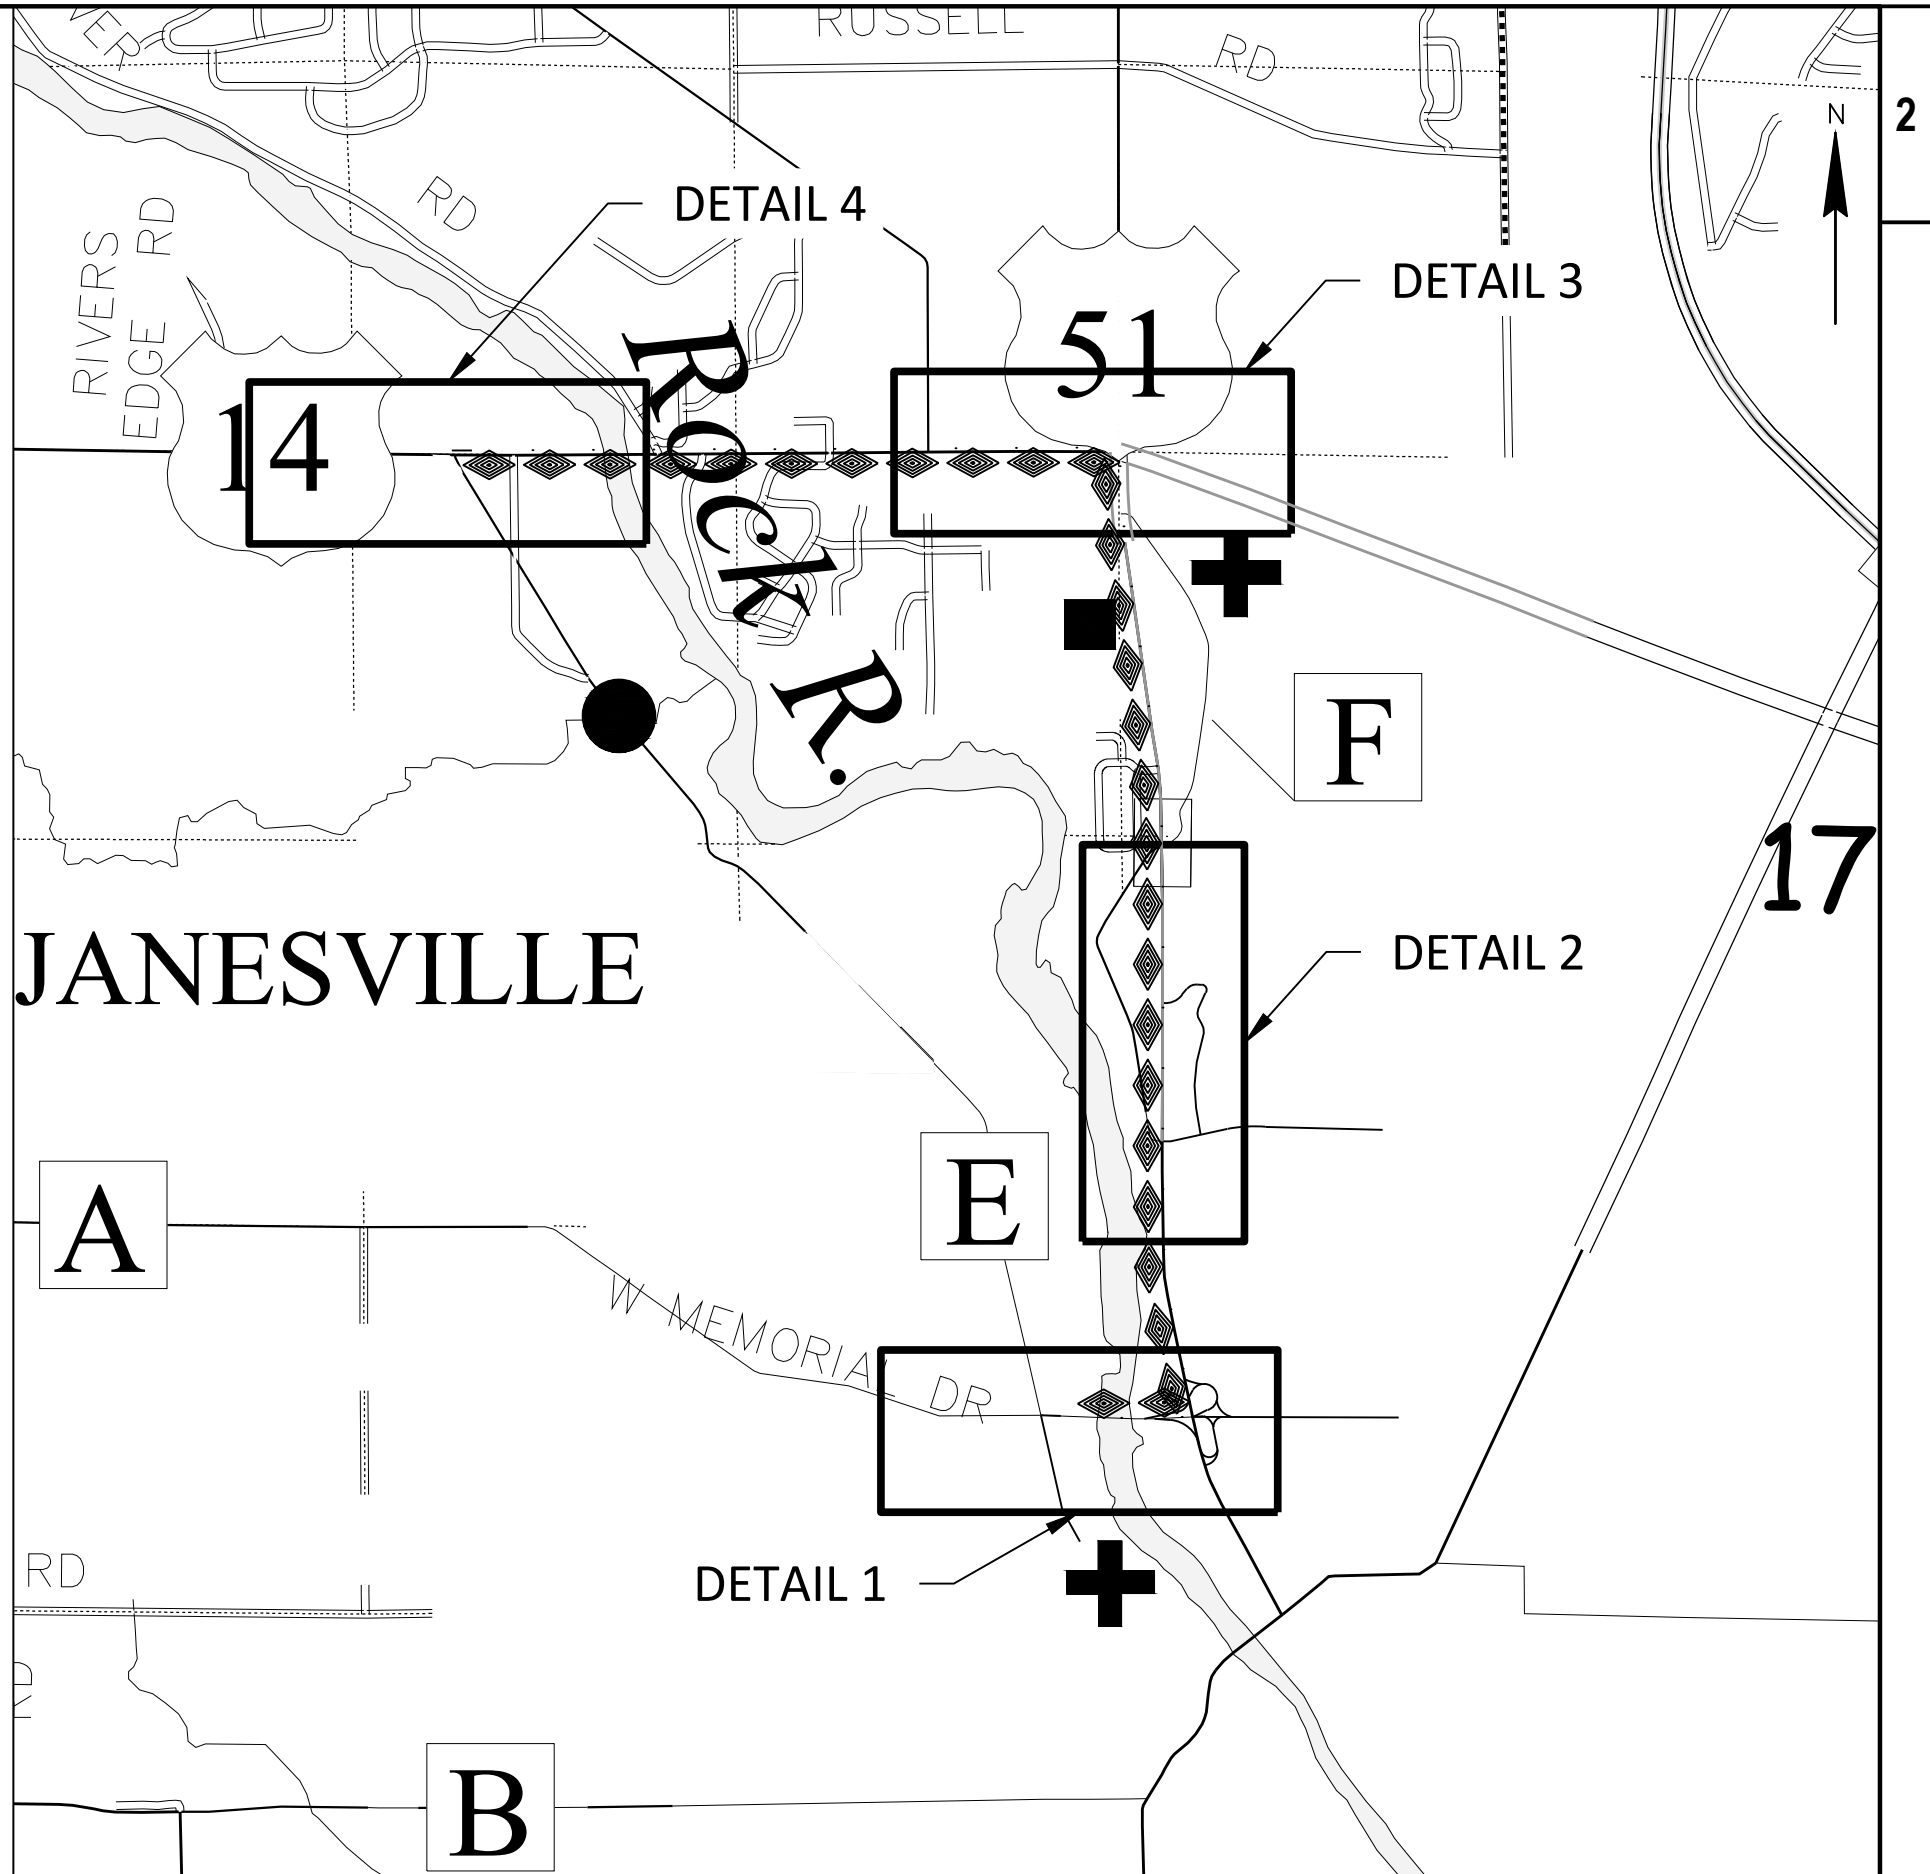 RUSSELL
RD
N
2
RD
RIVERS
EDGE RD
DETAIL 4
DETAIL 3
51
14
Rock R.
F
17
JANESVILLE
DETAIL 2
E
A
W MEMORIAL DR
DETAIL 1
RD
B